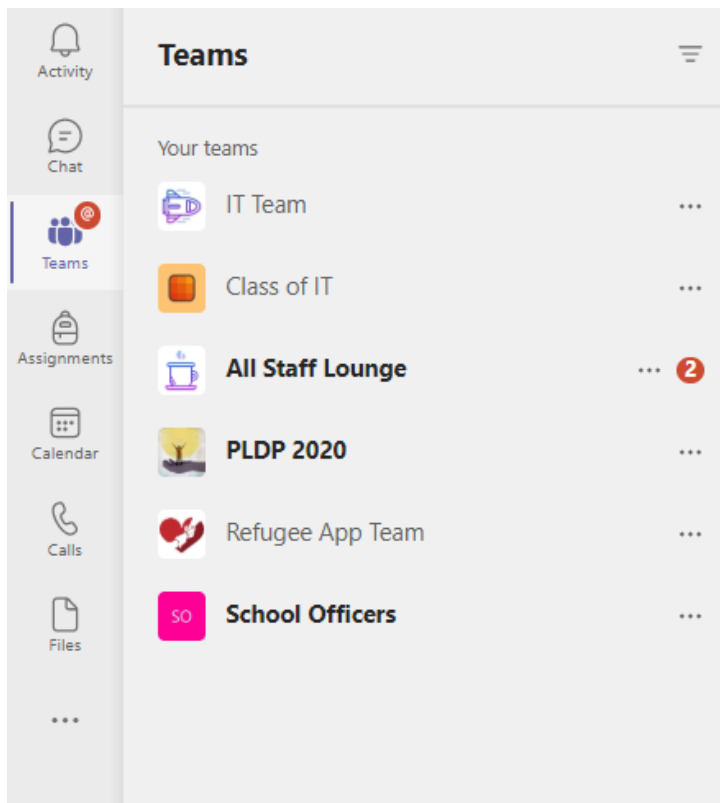 Activity
Chat
@
Teams
Assignments
Calendar
Calls
Files
Teams
Your teams
IT Team
Class of IT
All Staff Lounge 2
PLDP 2020
Refugee App Team
SO School Officers